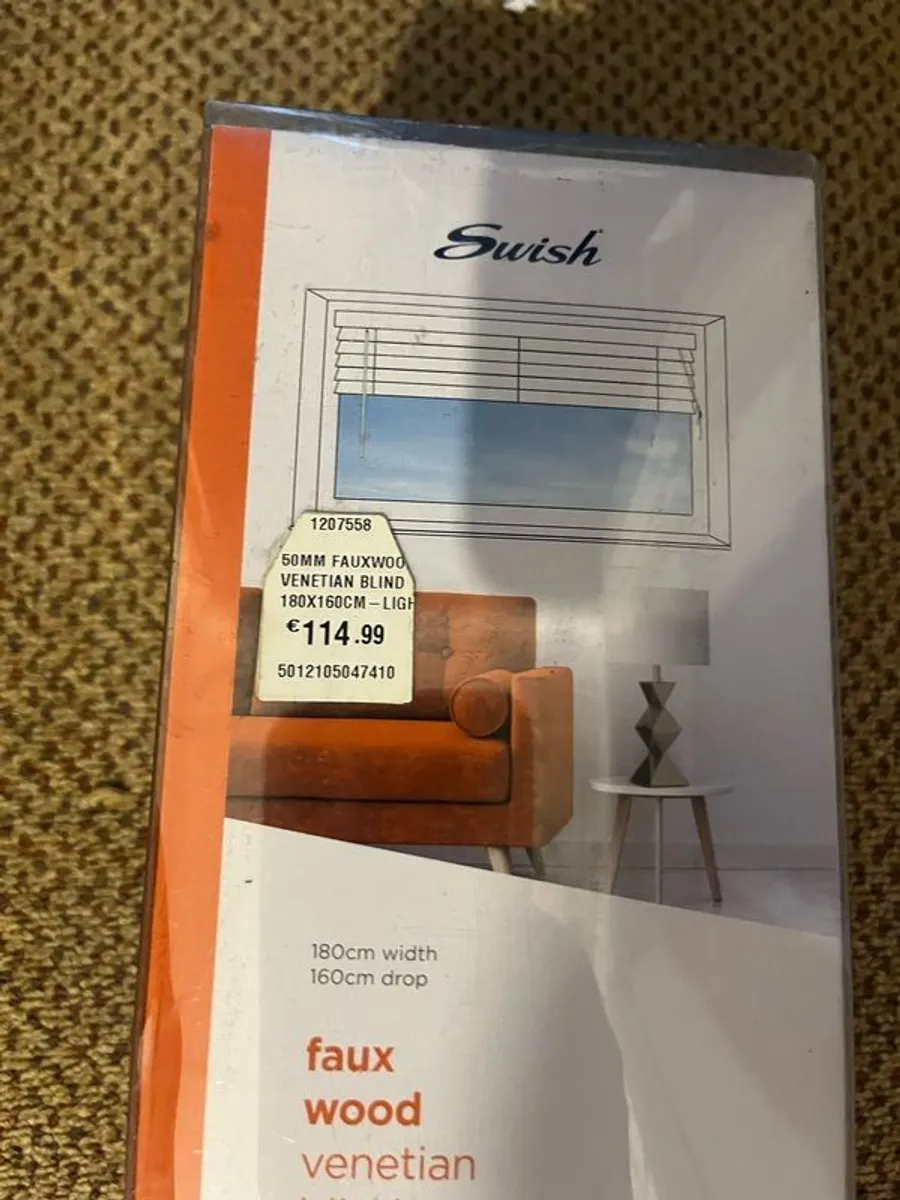 Swish
1207558
50MM FAUXWOO
VENETIAN BLIND
180X160CM – LIGH
€114.99
5012105047410
180cm width
160cm drop
faux
wood
venetian